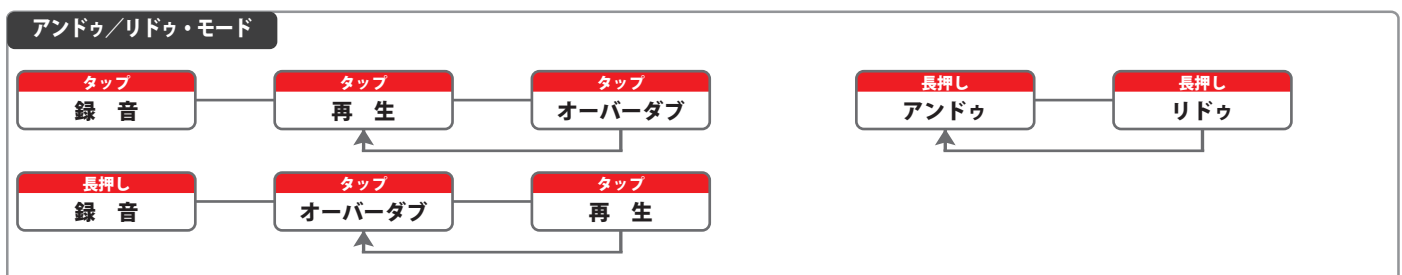 アンドゥ／リドゥ・モード
タップ
録　音
タップ
再　生
タップ
オーバーダブ
長押し
アンドゥ
長押し
リドゥ
長押し
録　音
タップ
オーバーダブ
タップ
再　生